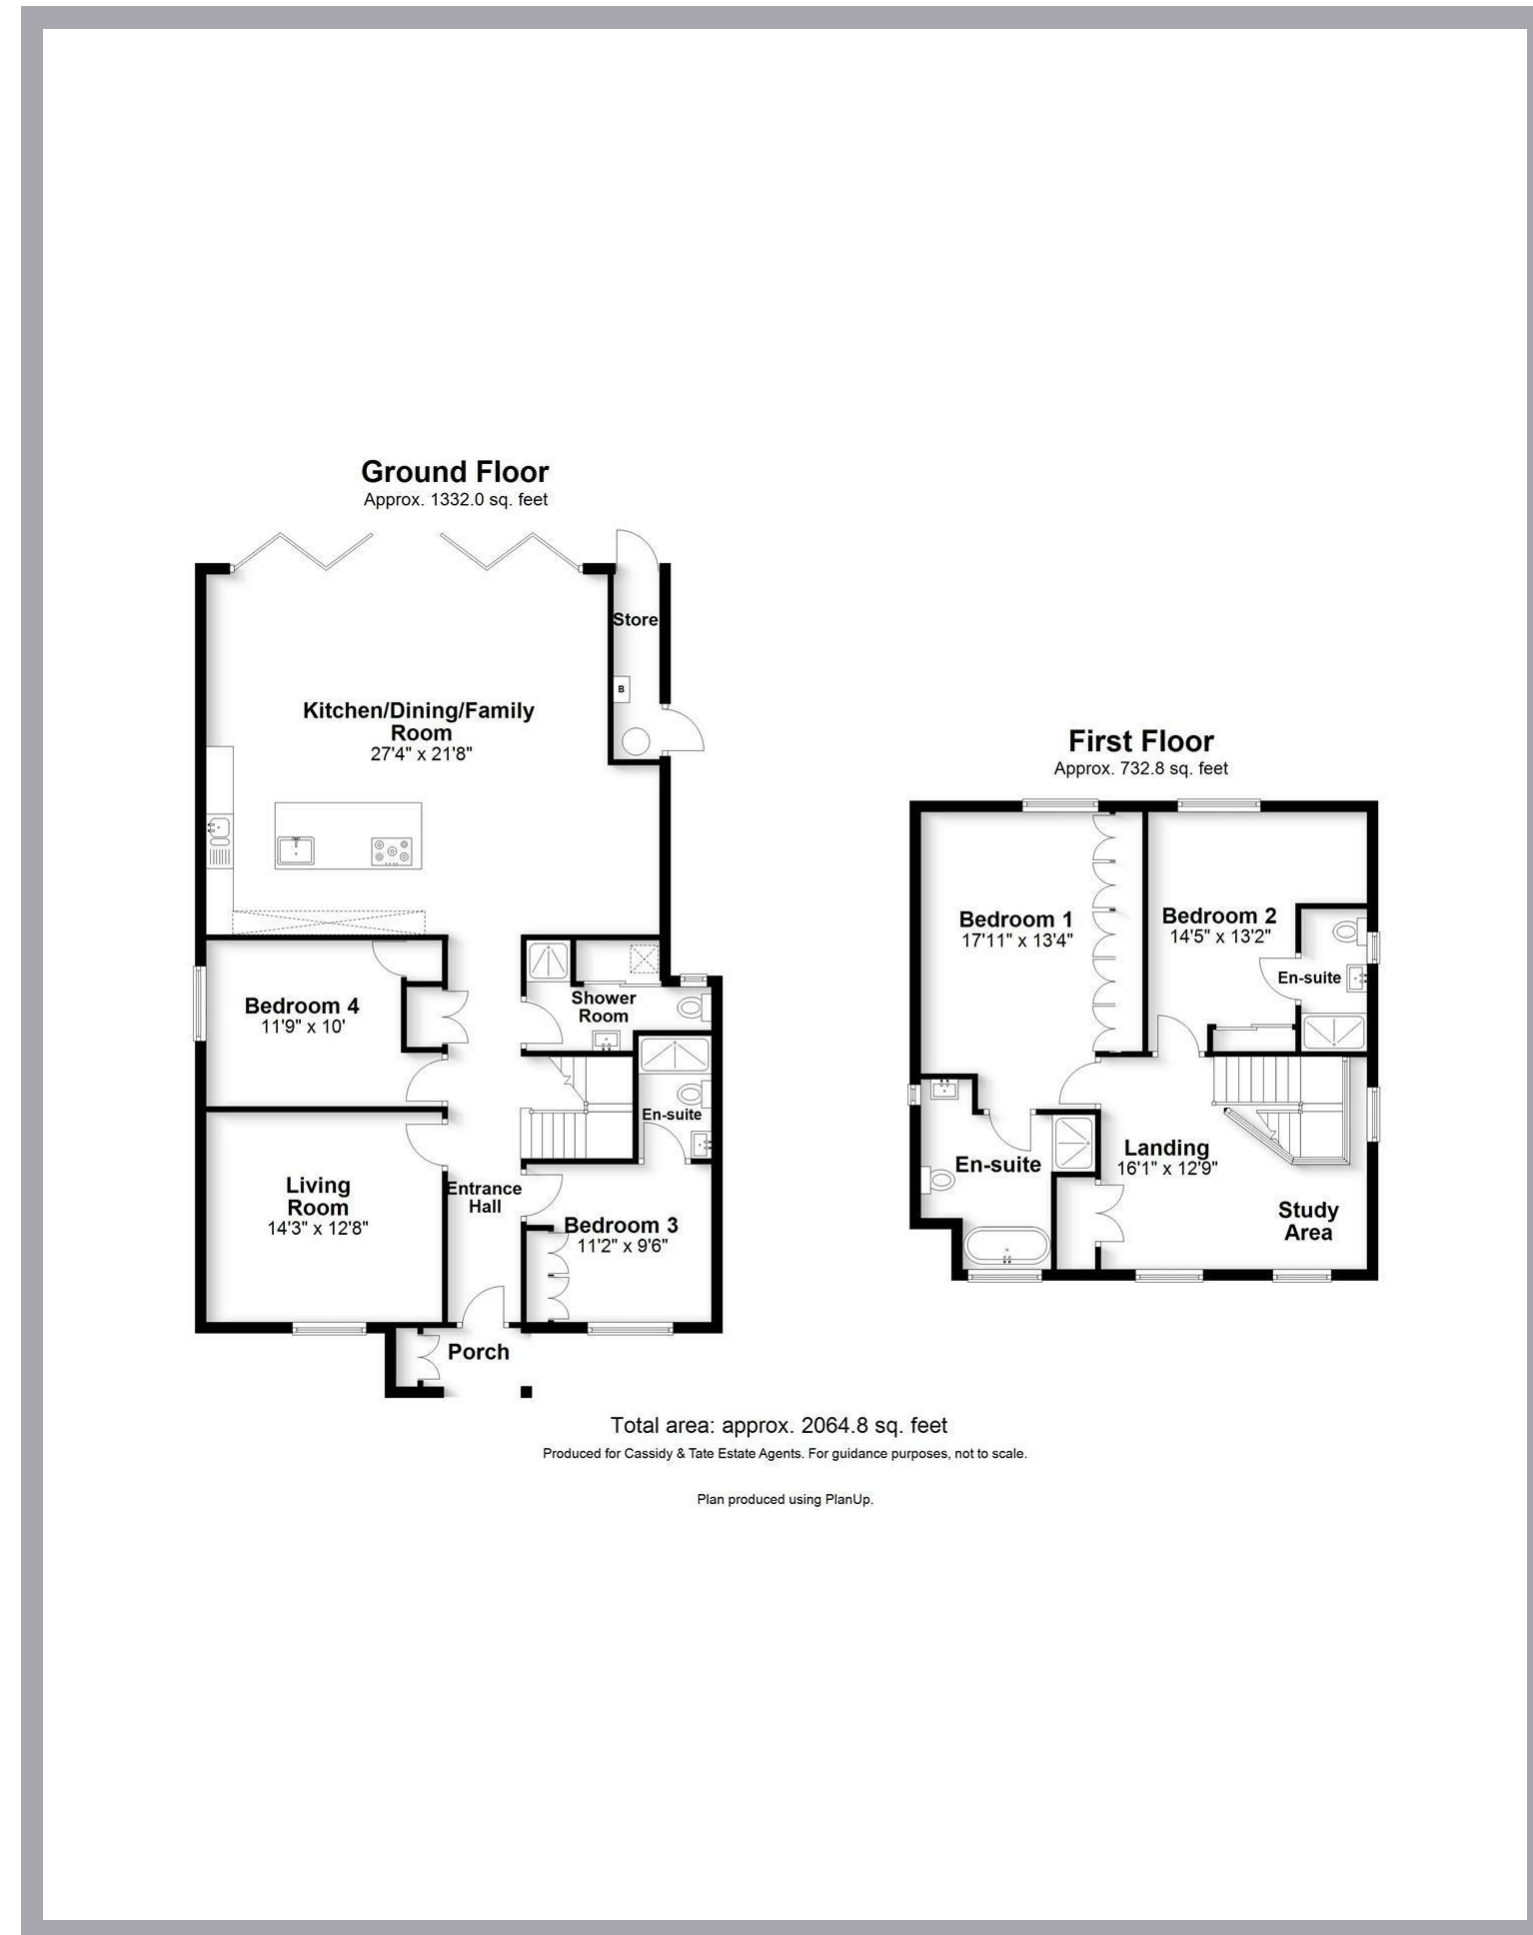 Ground Floor
Approx. 1332.0 sq. feet
Store
B
Kitchen/Dining/Family
Room
27'4" x 21'8"
Bedroom 4
11'9" x 10'
Shower
Room
En-suite
Living
Room
14'3" x 12'8"
Entrance
Hall
Bedroom 3
11'2" x 9'6"
Porch
First Floor
Approx. 732.8 sq. feet
Bedroom 1
17'11" x 13'4"
Bedroom 2
14'5" x 13'2"
En-suite
En-suite
Landing
16'1" x 12'9"
Study
Area
Total area: approx. 2064.8 sq. feet
Produced for Cassidy & Tate Estate Agents. For guidance purposes, not to scale.
Plan produced using PlanUp.